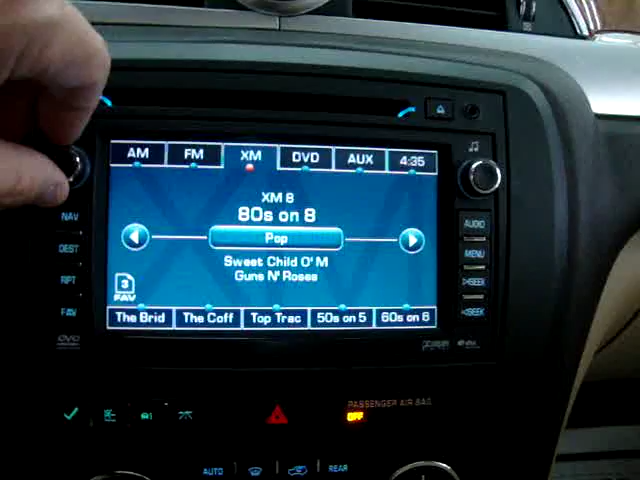 AM FM XM DVD AUX 4:35
XM 8
80s on 8
Pop
Sweet Child O' M
Guns N' Roses
3
FAV
The Brid The Coff Top Trac 50s on 5 60s on 6
NAV
DEST
RPT
FAV
DVD
AUDIO
MENU
SEEK
SEEK
PASSENGER AIR BAG
OFF
AUTO
REAR